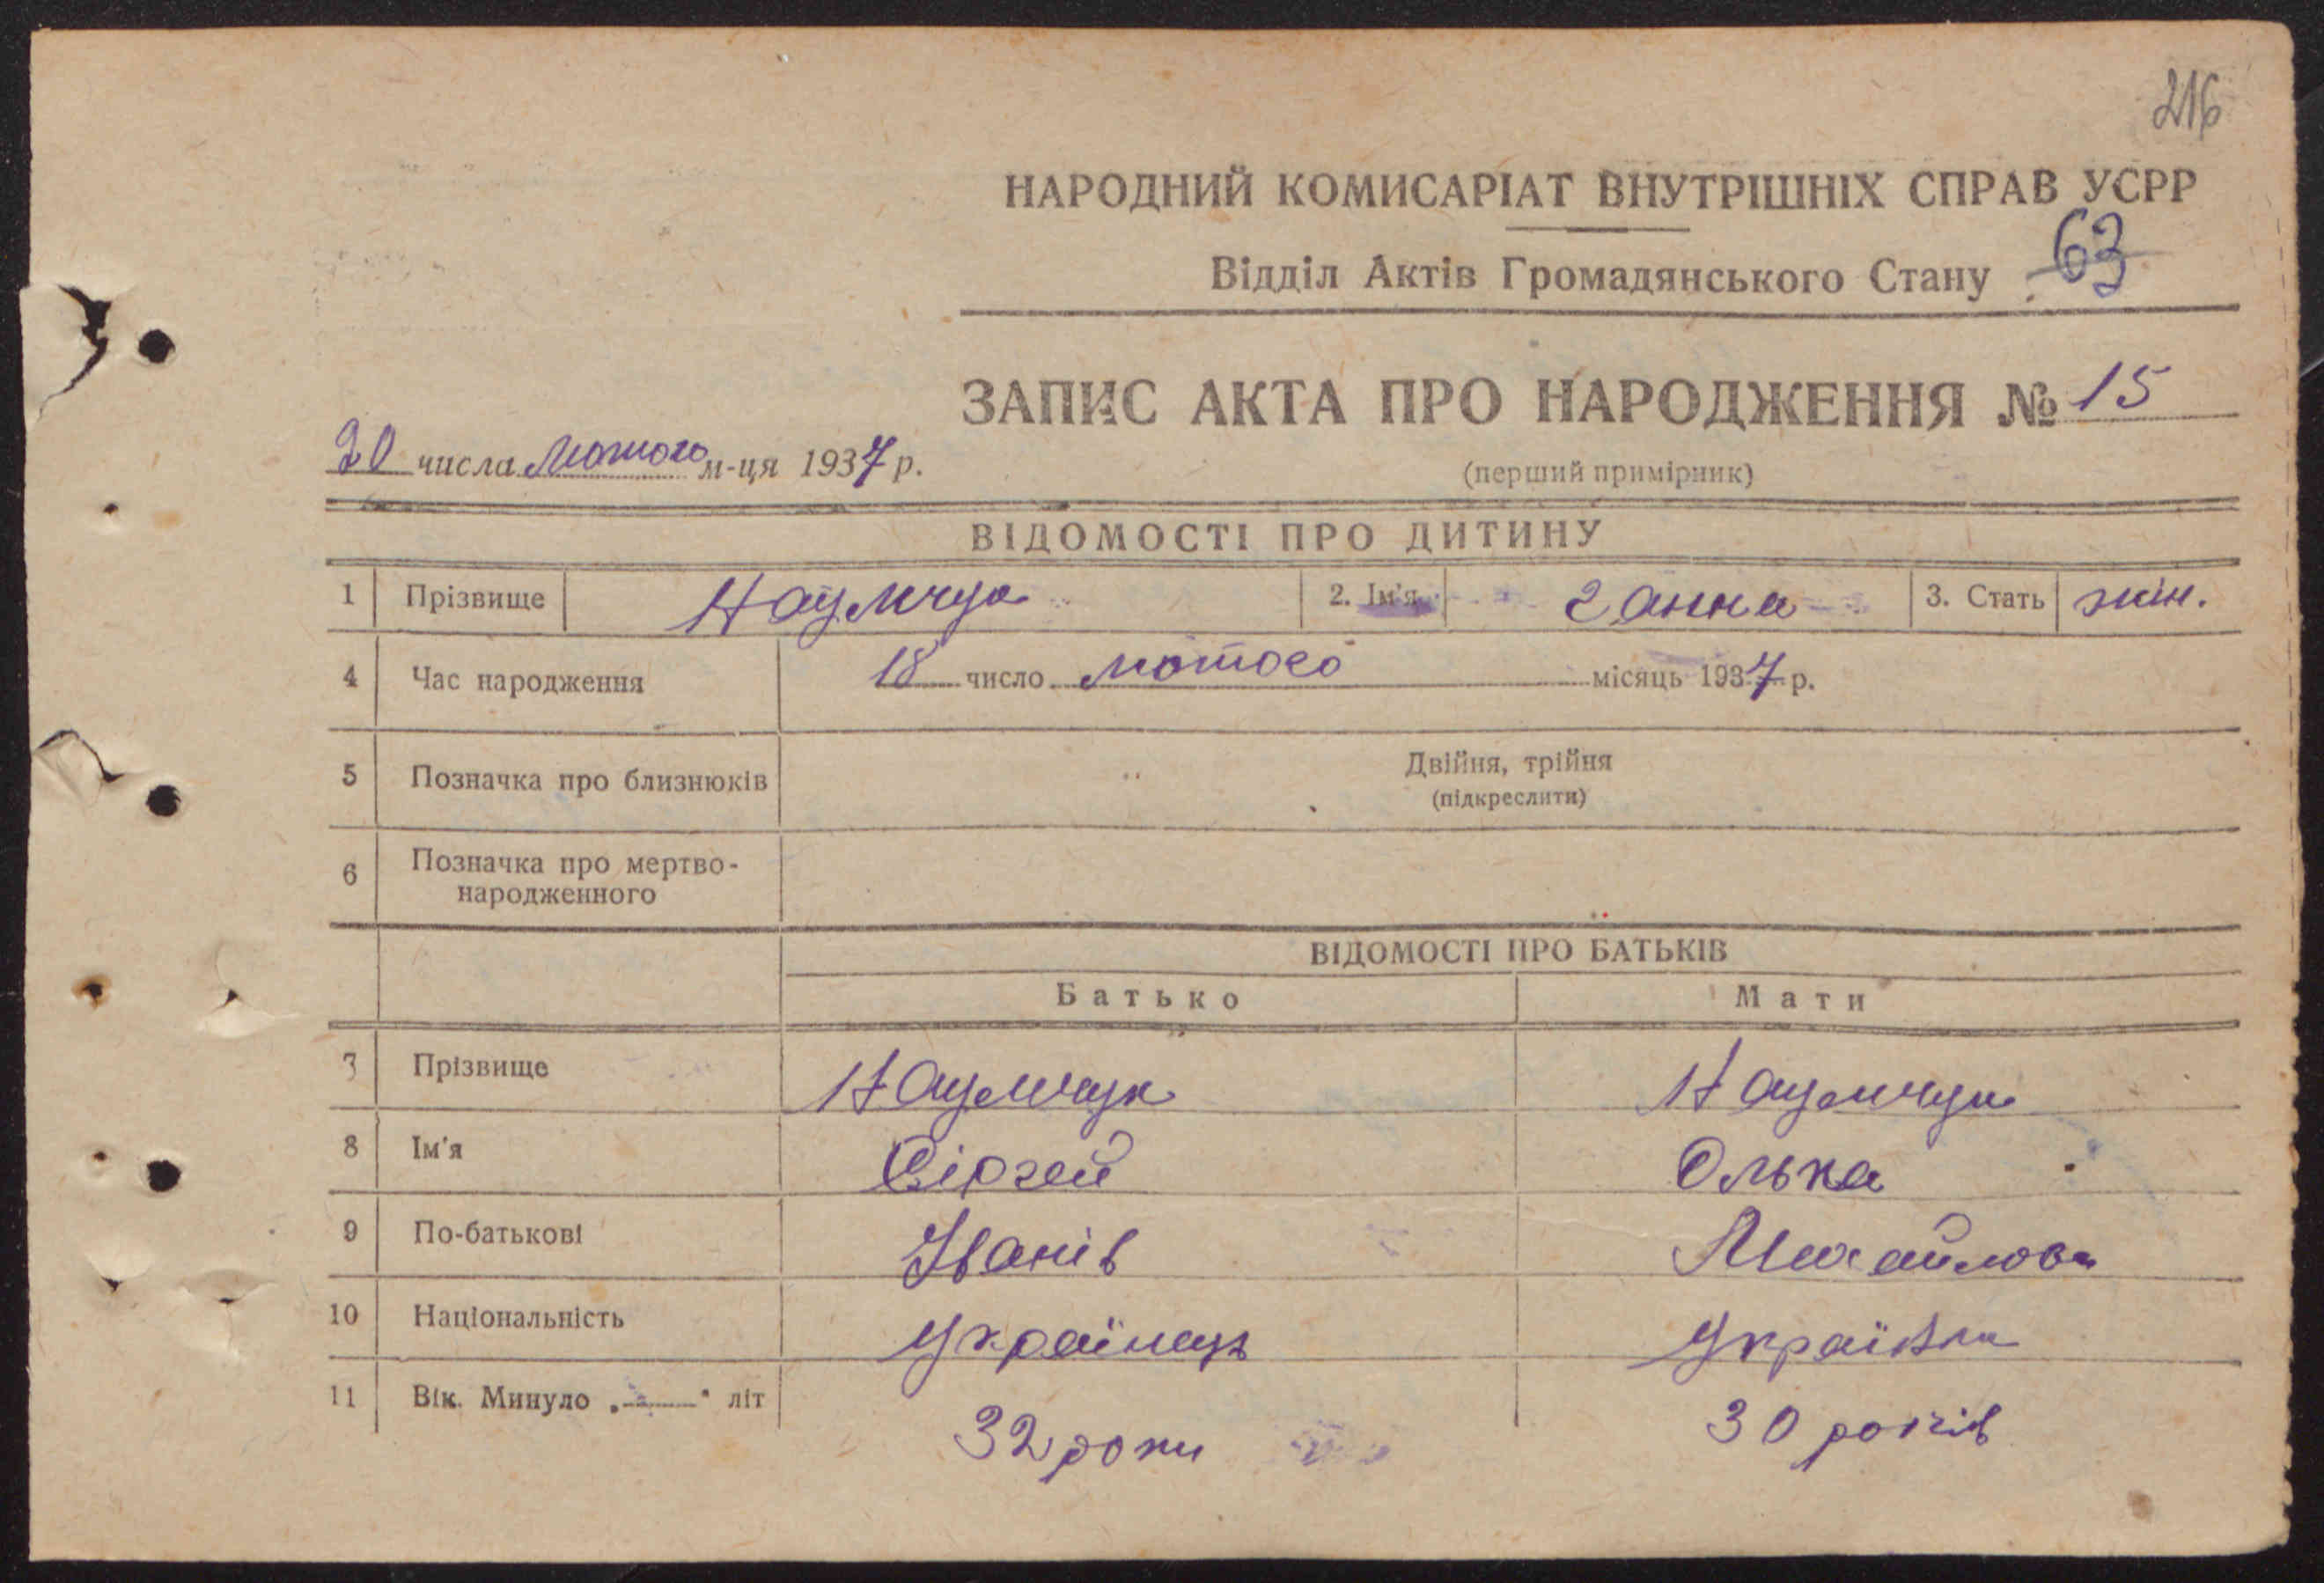 216
НАРОДНИЙ КОМИСАРІАТ ВНУТРІШНІХ СПРАВ УСРР
Відділ Актів Громадянського Стану 63
ЗАПИС АКТА ПРО НАРОДЖЕННЯ № 15
20 числа Лютого м-ця 1937 р.
(перший примірник)
ВІДОМОСТІ ПРО ДИТИНУ
1 Прізвище Наумчук 2. Ім'я Ганна 3. Стать жін.
4 Час народження 18 число лютого місяць 1937 р.
5 Позначка про близнюків Двійня, трійня
(підкреслити)
6 Позначка про мертво-
народженного
ВІДОМОСТІ ПРО БАТЬКІВ
Батько Мати
7 Прізвище Наумчук Наумчук
8 Ім'я Сіргей Олька
9 По-батькові Іванів Михайлова
10 Національність Українець Українка
11 Вік. Минуло „ " літ 32 роки 30 років